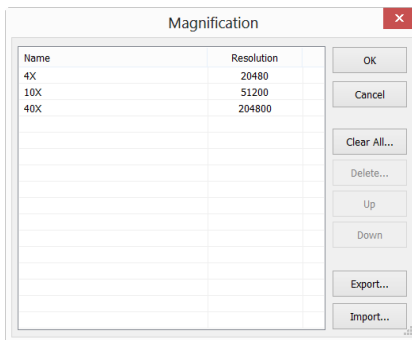 Magnification
Name Resolution
4X 20480
10X 51200
40X 204800
OK
Cancel
Clear All...
Delete...
Up
Down
Export...
Import...